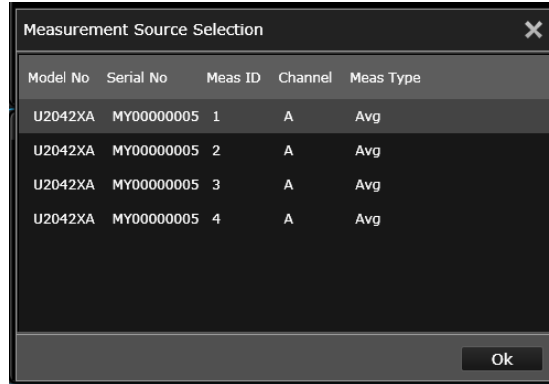 Measurement Source Selection
Model No Serial No Meas ID Channel Meas Type
U2042XA MY00000005 1 A Avg
U2042XA MY00000005 2 A Avg
U2042XA MY00000005 3 A Avg
U2042XA MY00000005 4 A Avg
Ok